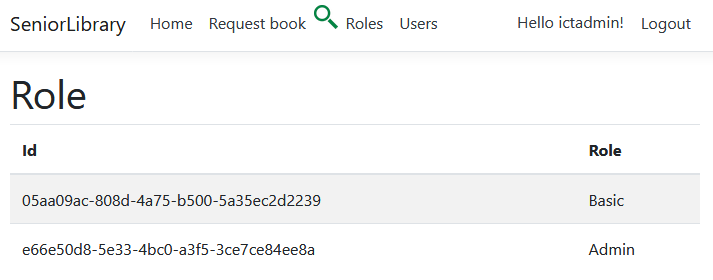 SeniorLibrary Home Request book Roles Users Hello ictadmin! Logout
Role
Id Role
05aa09ac-808d-4a75-b500-5a35ec2d2239 Basic
e66e50d8-5e33-4bc0-a3f5-3ce7ce84ee8a Admin